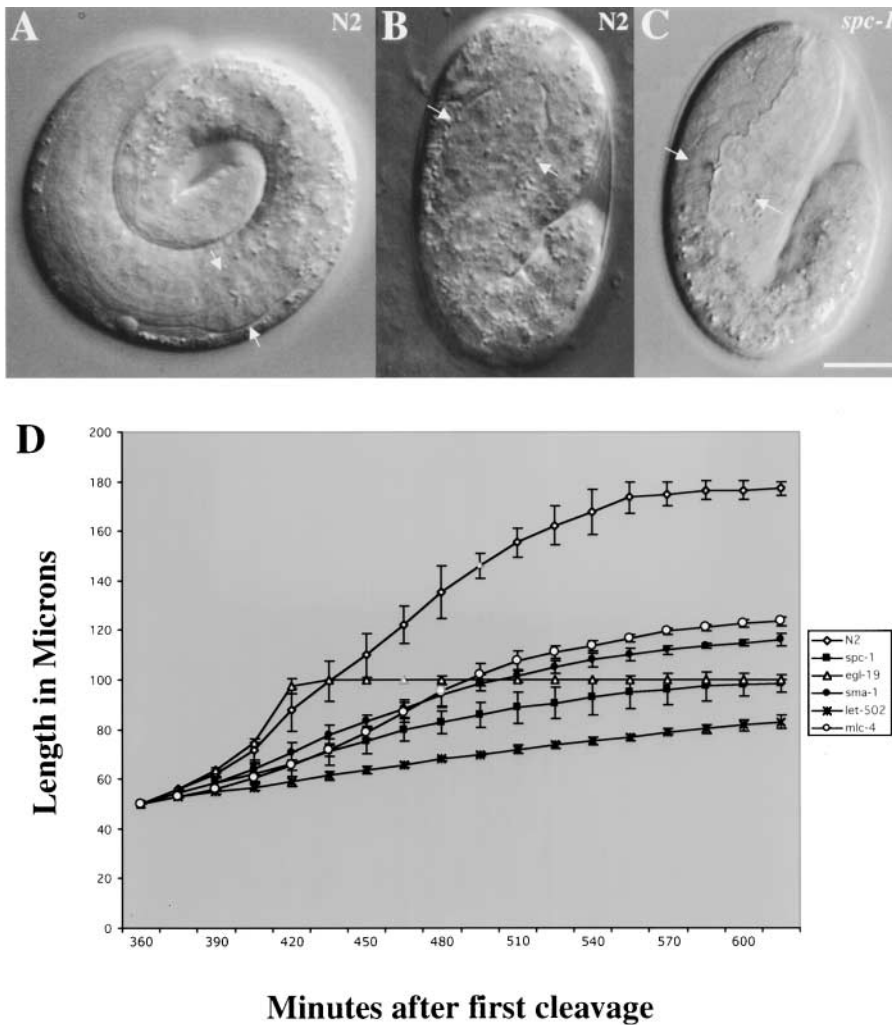 A
N2
B
N2
C
spc-1
D
Length in Microns
200
180
160
140
120
100
80
60
40
20
0
360
390
420
450
480
510
540
570
600
Minutes after first cleavage
N2
spc-1
egl-19
sma-1
let-502
mlc-4